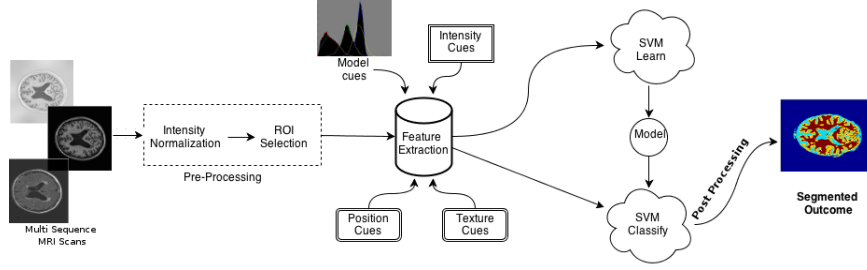 Multi Sequence
MRI Scans
Intensity
Normalization
ROI
Selection
Pre-Processing
Model
cues
Intensity
Cues
Feature
Extraction
Position
Cues
Texture
Cues
SVM
Learn
Model
SVM
Classify
Post Processing
Segmented
Outcome